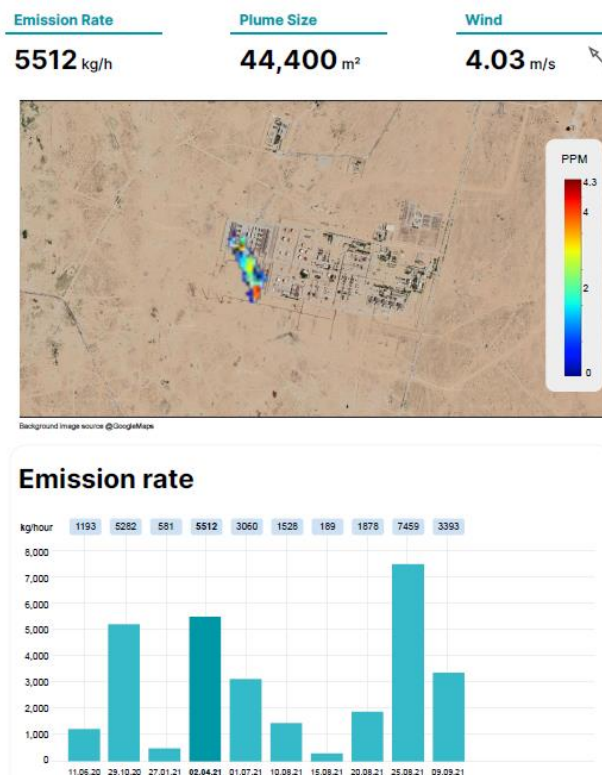 Emission Rate Plume Size Wind
5512 kg/h 44,400 m² 4.03 m/s
PPM
4.3
4
2
0
Background image source @GoogleMaps
Emission rate
kg/hour 1193 5282 581 5512 3060 1528 189 1878 7459 3393
8,000
7,000
6,000
5,000
4,000
3,000
2,000
1,000
0
11.06.20 29.10.20 27.01.21 02.04.21 01.07.21 10.08.21 15.08.21 20.08.21 25.08.21 09.09.21